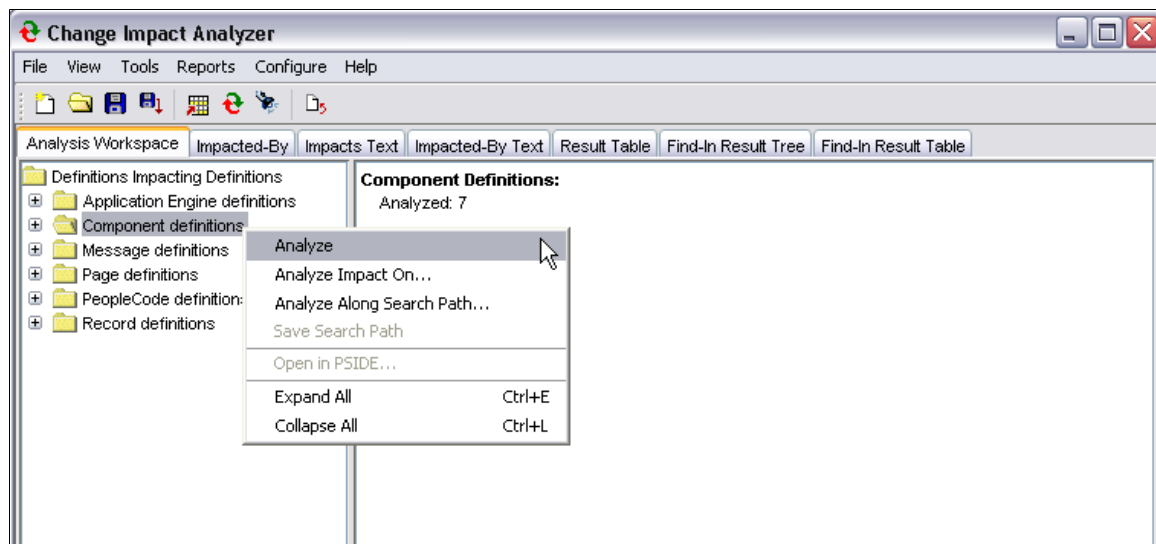 Change Impact Analyzer
File View Tools Reports Configure Help
Analysis Workspace Impacted-By Impacts Text Impacted-By Text Result Table Find-In Result Tree Find-In Result Table
Definitions Impacting Definitions
Application Engine definitions
Component definitions
Message definitions
Page definitions
PeopleCode definition
Record definitions
Component Definitions:
Analyzed: 7
Analyze
Analyze Impact On...
Analyze Along Search Path...
Save Search Path
Open in PSIDE...
Expand All Ctrl+E
Collapse All Ctrl+L